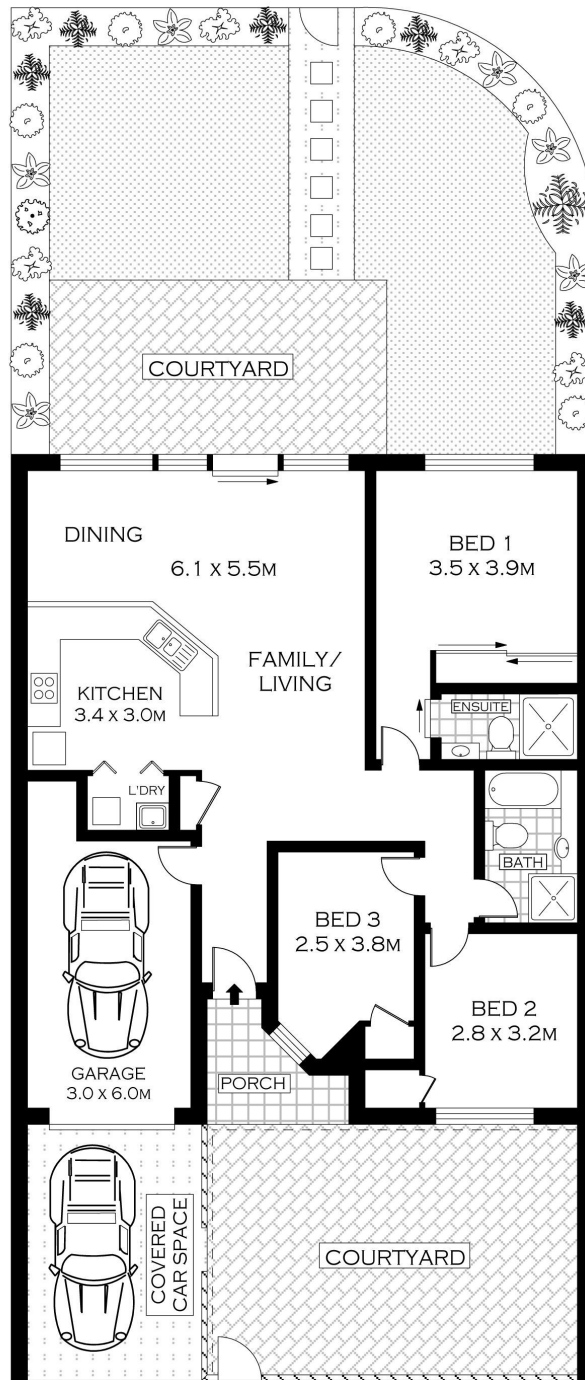 COURTYARD
DINING
6.1 X 5.5M
BED 1
3.5 X 3.9M
FAMILY/
LIVING
KITCHEN
3.4 X 3.0M
ENSUITE
L'DRY
BATH
BED 3
2.5 X 3.8M
BED 2
2.8 X 3.2M
GARAGE
3.0 X 6.0M
PORCH
COVERED
CAR SPACE
COURTYARD